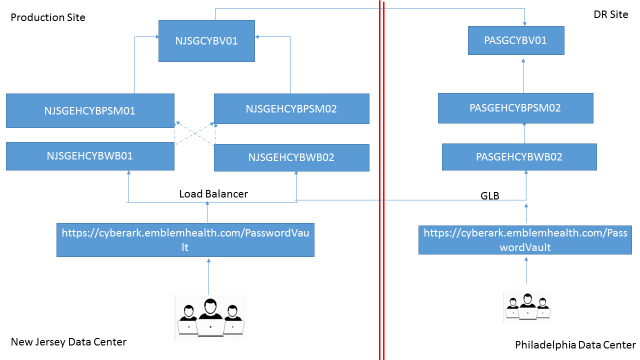 Production Site
DR Site
NJSGCYBV01
PASGCYBV01
NJSGEHCYBPSM01
NJSGEHCYBPSM02
PASGEHCYBPSM02
NJSGEHCYBWB01
NJSGEHCYBWB02
PASGEHCYBWB02
Load Balancer
GLB
https://cyberark.emblemhealth.com/PasswordVau
lt
https://cyberark.emblemhealth.com/Pass
wordVault
New Jersey Data Center
Philadelphia Data Center